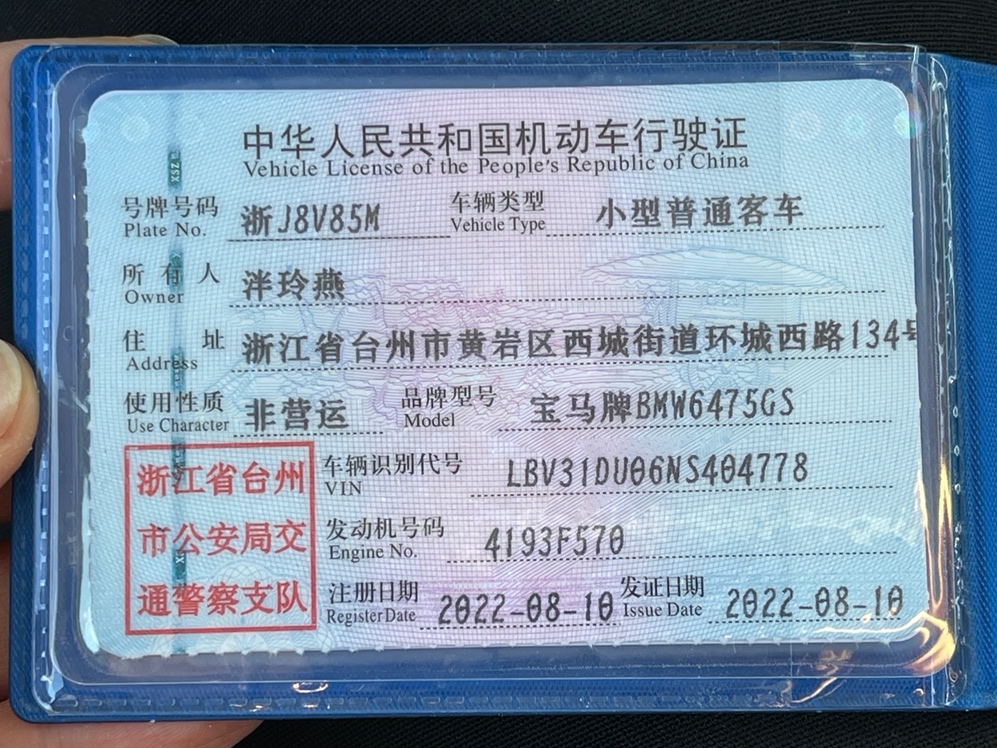 中华人民共和国机动车行驶证
Vehicle License of the People's Republic of China
号牌号码 浙J8V85M 车辆类型 小型普通客车
Plate No. Vehicle Type
所有人 泮玲燕
Owner
住址 浙江省台州市黄岩区西城街道环城西路134号
Address
使用性质 非营运 品牌型号 宝马牌BMW6475GS
Use Character Model
浙江省台州
市公安局交
通警察支队
车辆识别代号 LBV31DU06NS404778
VIN
发动机号码 4193F570
Engine No.
注册日期 2022-08-10 发证日期 2022-08-10
Register Date Issue Date